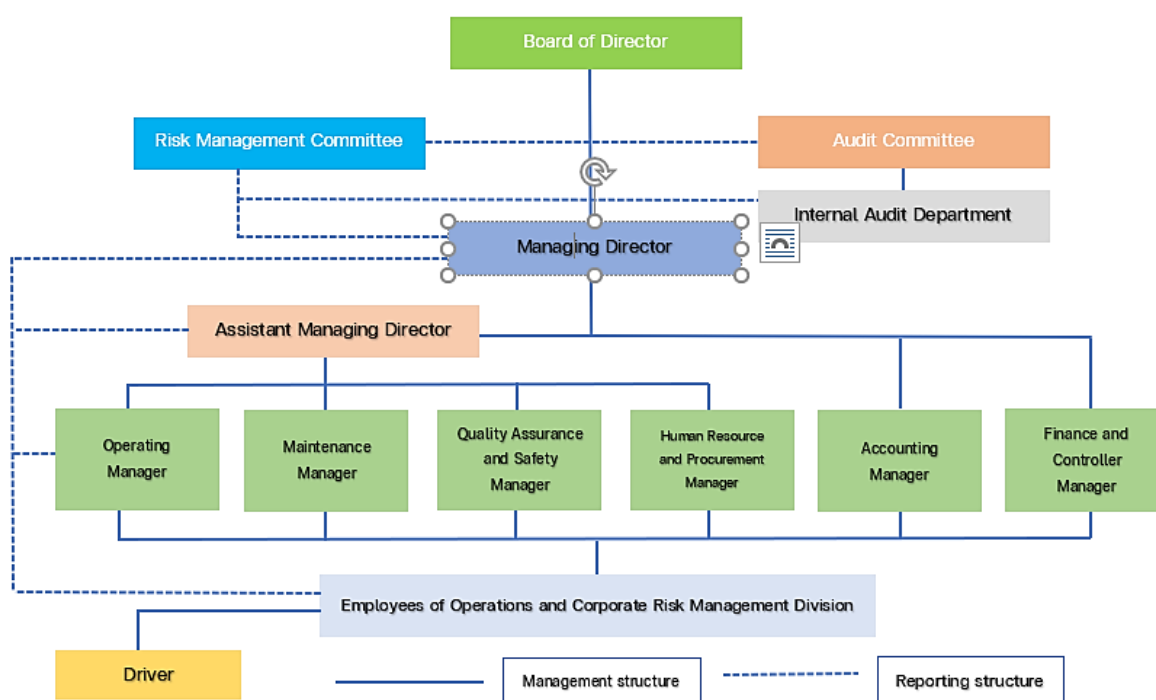 Board of Director
Risk Management Committee
Audit Committee
Internal Audit Department
Managing Director
Assistant Managing Director
Operating
Manager
Maintenance
Manager
Quality Assurance
and Safety
Manager
Human Resource
and Procurement
Manager
Accounting
Manager
Finance and
Controller
Manager
Employees of Operations and Corporate Risk Management Division
Driver
Management structure
Reporting structure